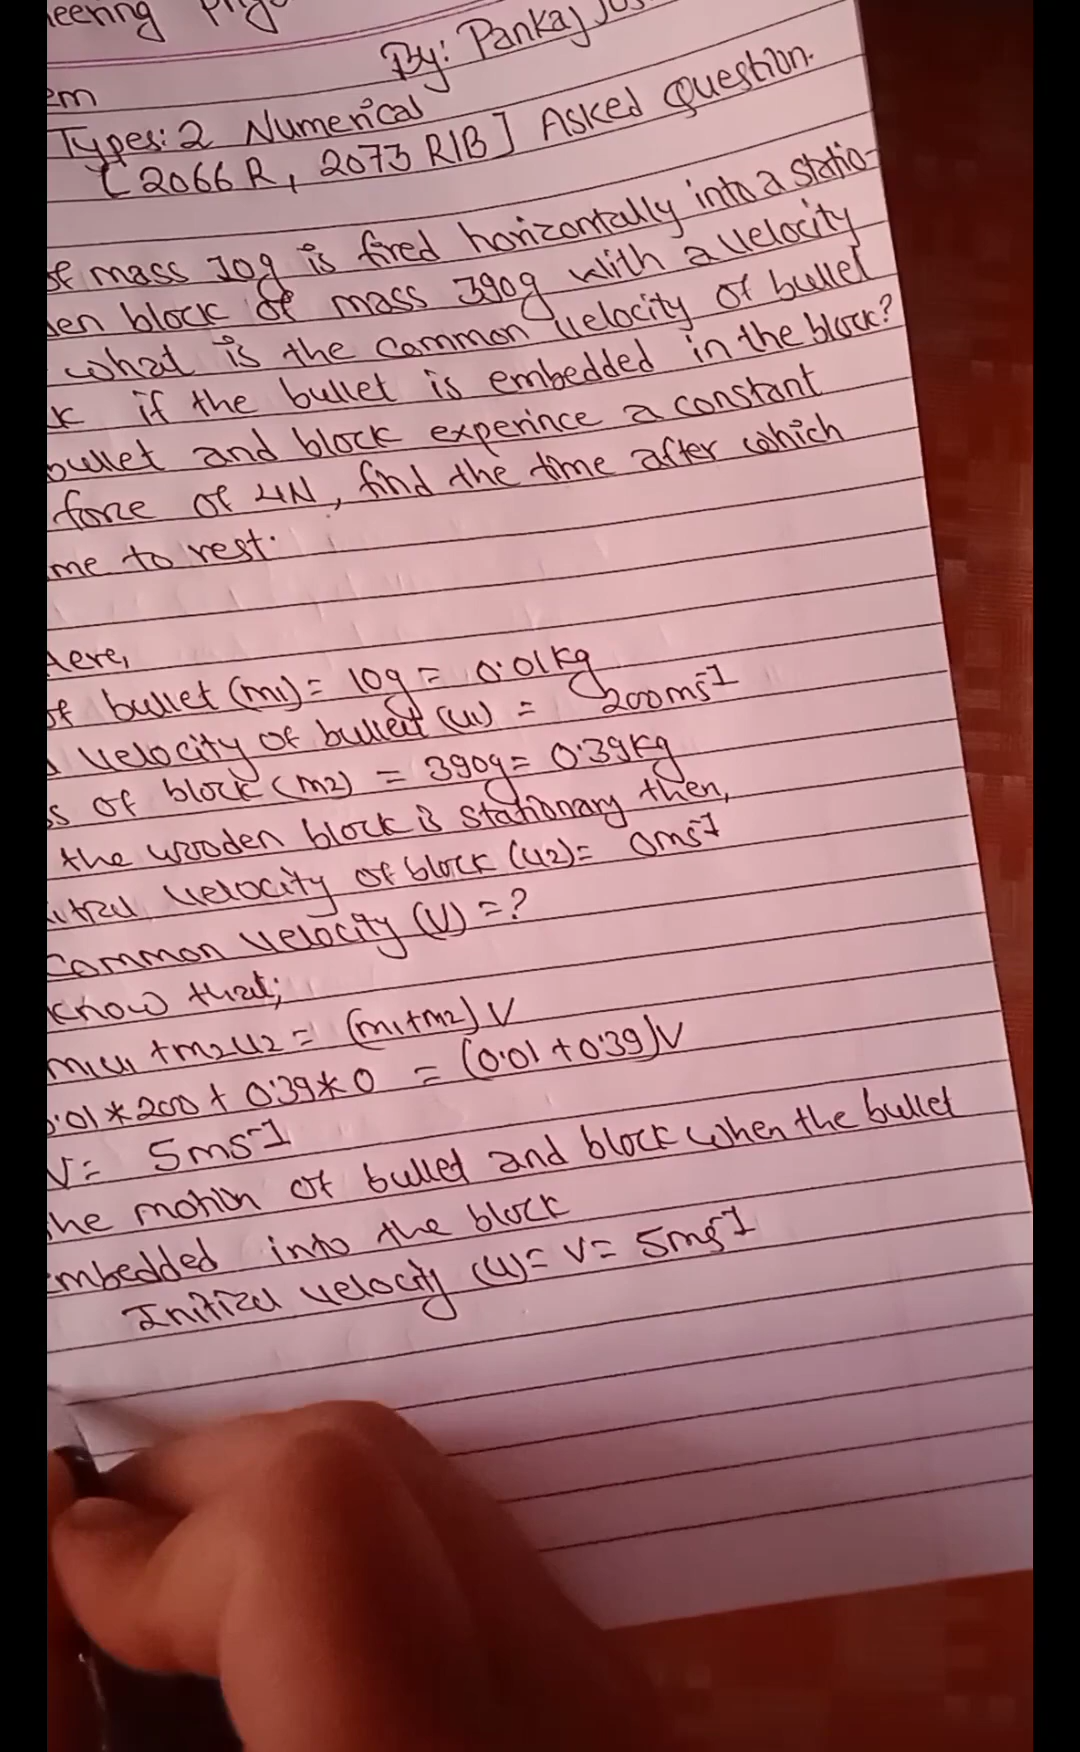 By: Pankaj
Types: 2 Numerical
[2066 R, 2073 R/B] Asked Question.
mass 10g is fired horizontally into a statio-
block of mass 390g with a velocity
what is the common velocity of bullet
if the bullet is embedded in the block?
bullet and block experince a constant
force of 4N, find the time after which
me to rest.
Here,
of bullet (m1) = 10g = 0.01kg
velocity of bullet (u1) = 200ms-1
s of block (m2) = 390g = 0.39kg
the wooden block is stationary then,
velocity of block (u2) = 0ms-1
Common velocity (V) = ?
know that;
m1u1 + m2u2 = (m1+m2) V
0.01 * 200 + 0.39 * 0 = (0.01 + 0.39)V
V = 5ms-1
he motion of bullet and block when the bullet
embedded into the block
Initial velocity (u) = V = 5ms-1